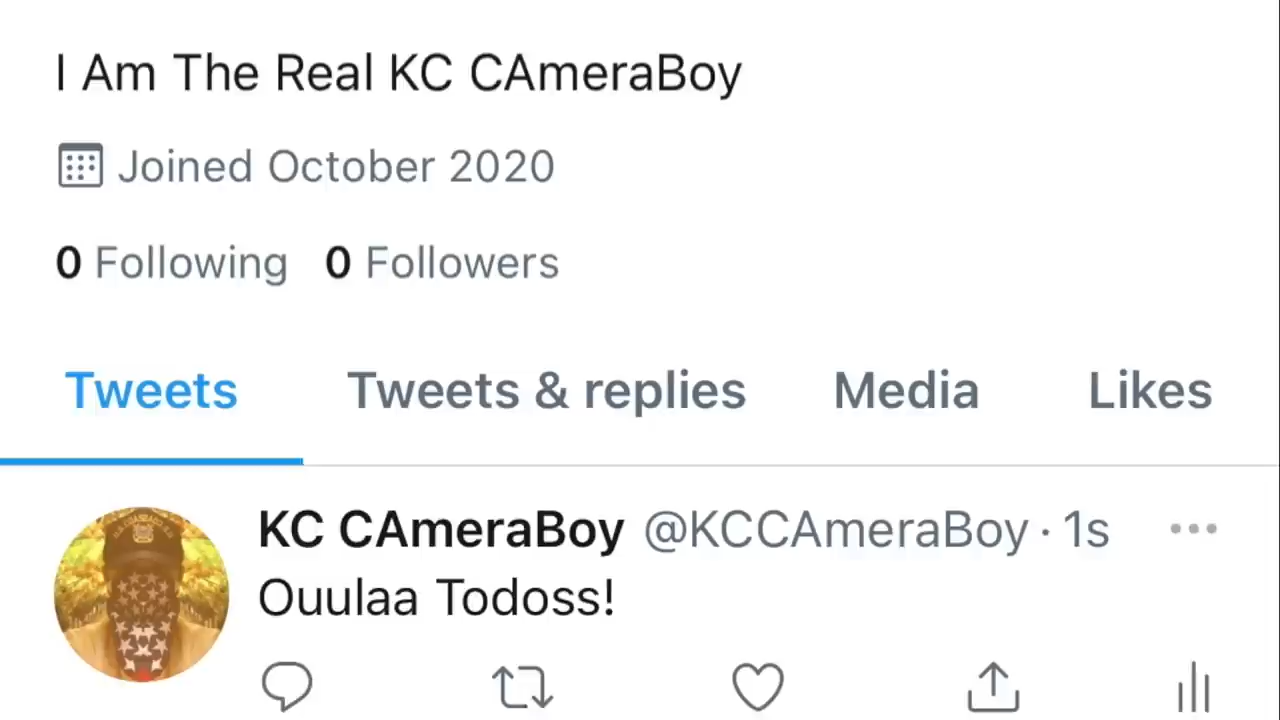 I Am The Real KC CAmeraBoy
Joined October 2020
0 Following 0 Followers
Tweets Tweets & replies Media Likes
KC CAmeraBoy @KCCAmeraBoy · 1s
Ouulaa Todoss!